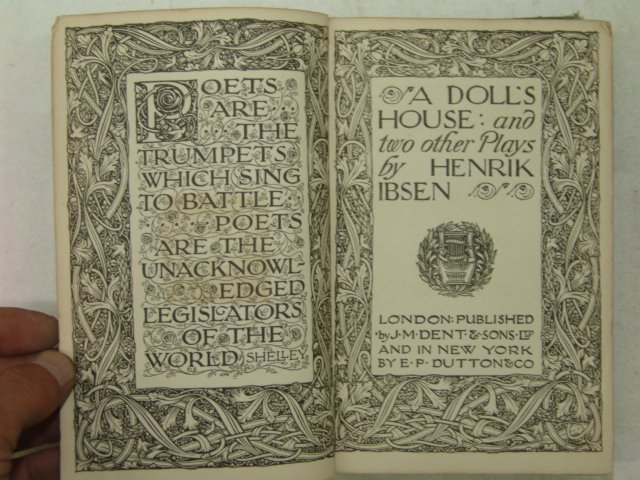 POETS
ARE
THE
TRUMPETS
WHICH SING
TO BATTLE
POETS
ARE THE
UNACKNOWL-
EDGED
LEGISLATORS
OF THE
WORLD SHELLEY
A DOLL'S
HOUSE: and
two other Plays
by HENRIK
IBSEN
LONDON: PUBLISHED
by J. M. DENT & SONS LTD
AND IN NEW YORK
BY E. P. DUTTON & CO